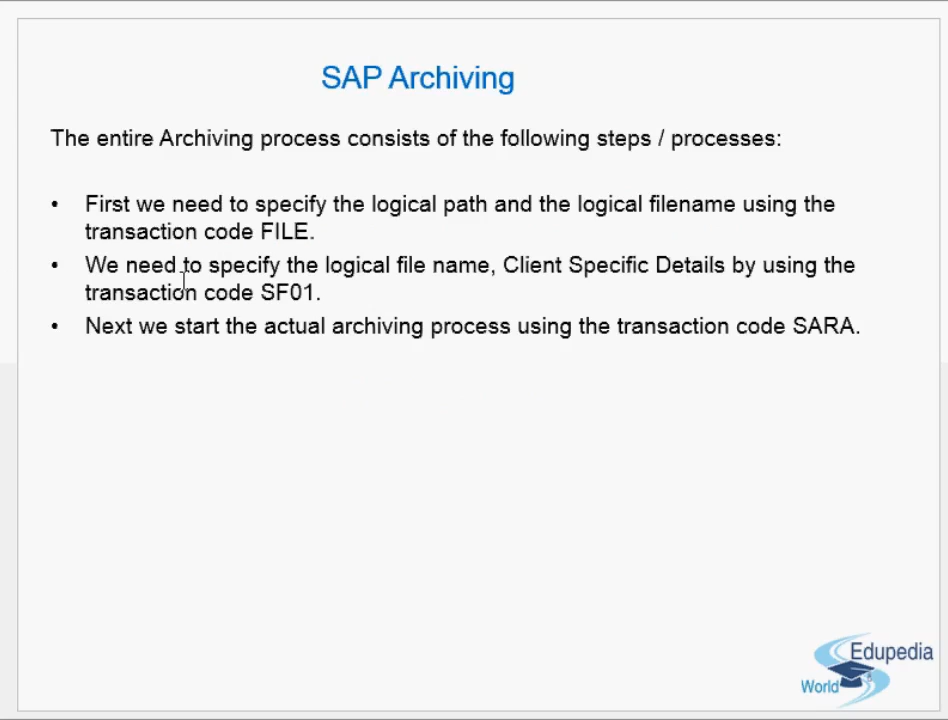 SAP Archiving
The entire Archiving process consists of the following steps / processes:
• First we need to specify the logical path and the logical filename using the
transaction code FILE.
• We need to specify the logical file name, Client Specific Details by using the
transaction code SF01.
• Next we start the actual archiving process using the transaction code SARA.
Edupedia
World